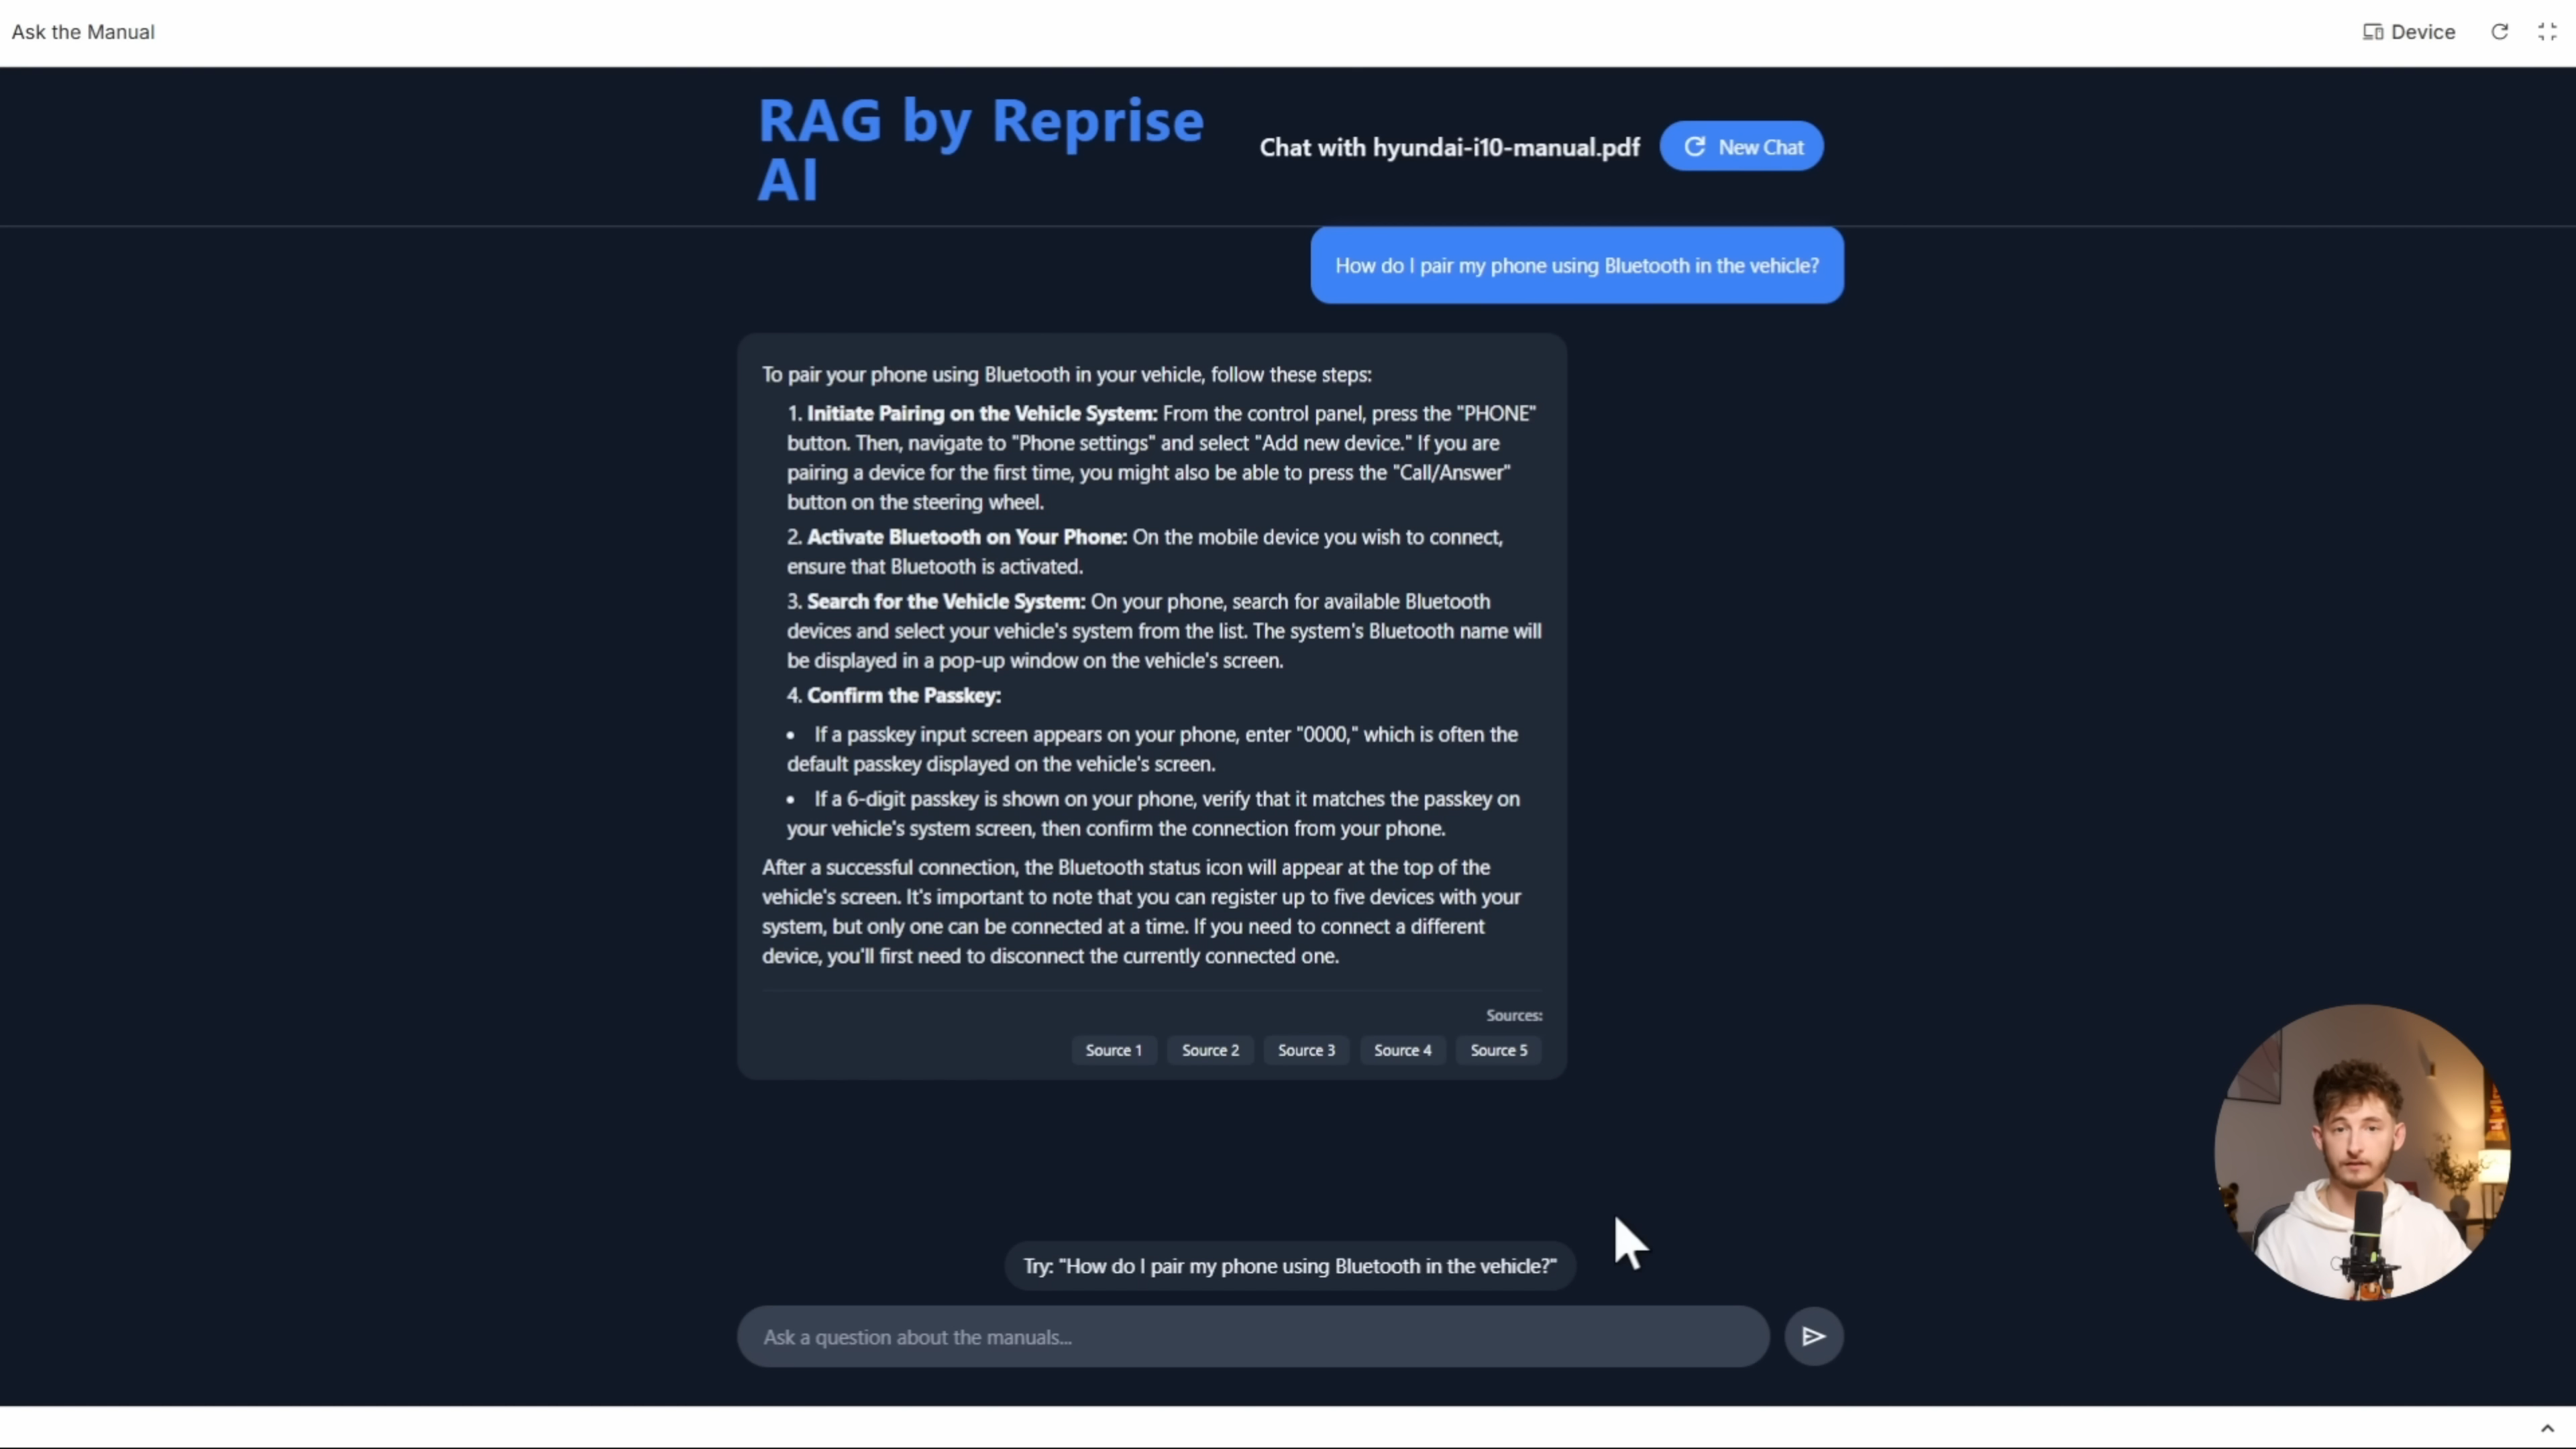 Ask the Manual
Device
RAG by Reprise
AI
Chat with hyundai-i10-manual.pdf
New Chat
How do I pair my phone using Bluetooth in the vehicle?
To pair your phone using Bluetooth in your vehicle, follow these steps:
1. Initiate Pairing on the Vehicle System: From the control panel, press the "PHONE"
button. Then, navigate to "Phone settings" and select "Add new device." If you are
pairing a device for the first time, you might also be able to press the "Call/Answer"
button on the steering wheel.
2. Activate Bluetooth on Your Phone: On the mobile device you wish to connect,
ensure that Bluetooth is activated.
3. Search for the Vehicle System: On your phone, search for available Bluetooth
devices and select your vehicle's system from the list. The system's Bluetooth name will
be displayed in a pop-up window on the vehicle's screen.
4. Confirm the Passkey:
• If a passkey input screen appears on your phone, enter "0000," which is often the
default passkey displayed on the vehicle's screen.
• If a 6-digit passkey is shown on your phone, verify that it matches the passkey on
your vehicle's system screen, then confirm the connection from your phone.
After a successful connection, the Bluetooth status icon will appear at the top of the
vehicle's screen. It's important to note that you can register up to five devices with your
system, but only one can be connected at a time. If you need to connect a different
device, you'll first need to disconnect the currently connected one.
Sources:
Source 1
Source 2
Source 3
Source 4
Source 5
Try: "How do I pair my phone using Bluetooth in the vehicle?"
Ask a question about the manuals...